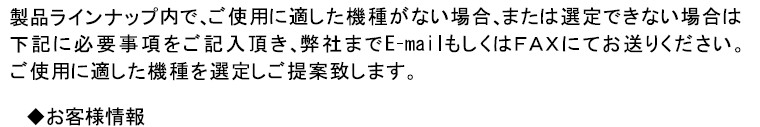 製品ラインナップ内で、ご使用に適した機種がない場合、または選定できない場合は
下記に必要事項をご記入頂き、弊社までE-mailもしくはＦＡＸにてお送りください。
ご使用に適した機種を選定しご提案致します。
◆お客様情報